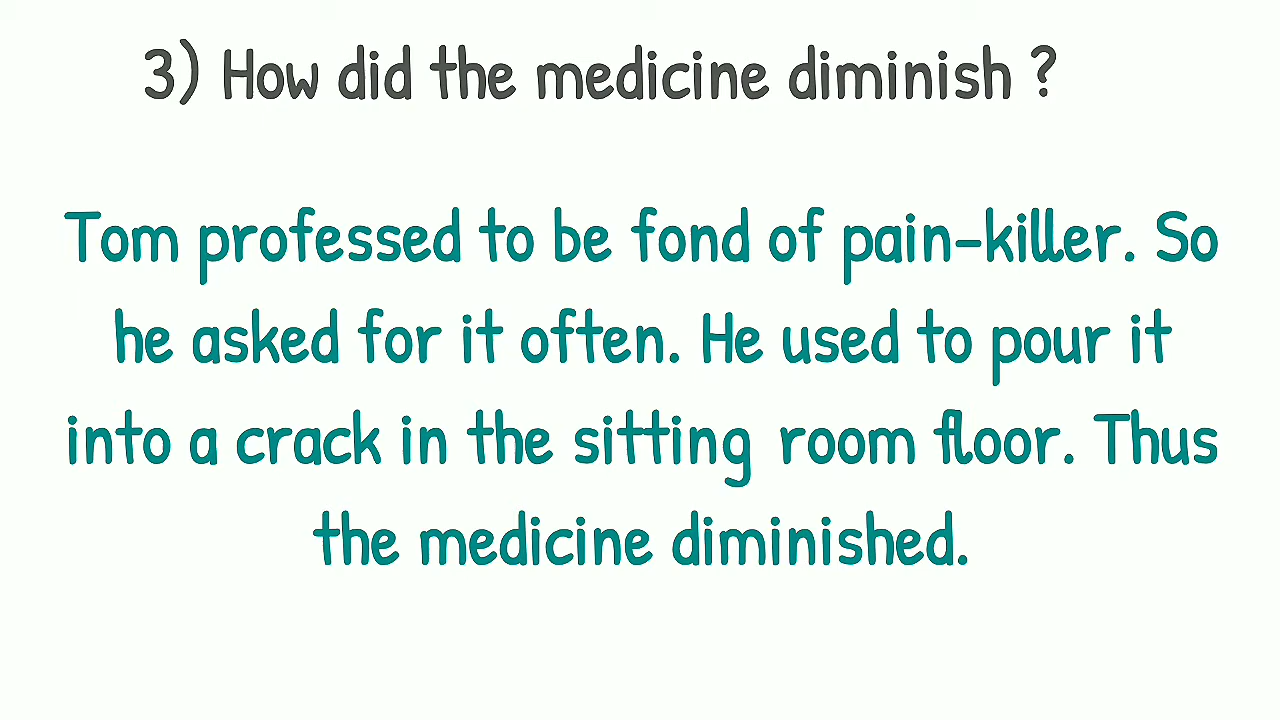 3) How did the medicine diminish ?
Tom professed to be fond of pain-killer. So
he asked for it often. He used to pour it
into a crack in the sitting room floor. Thus
the medicine diminished.